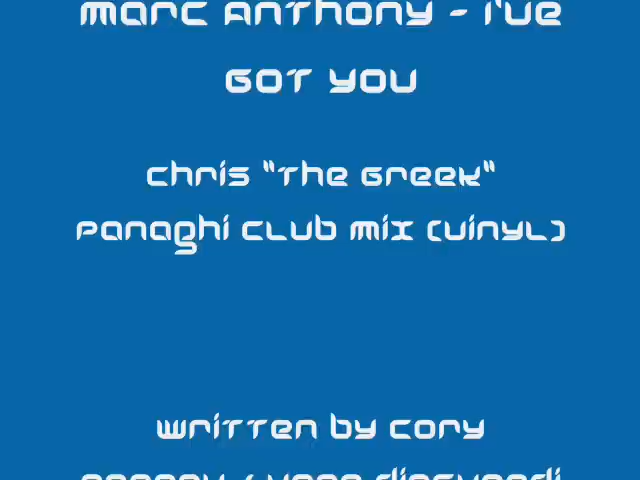 Marc Anthony - I've
Got You
Chris "The Greek"
Panaghi Club Mix (Vinyl)
Written by Cory